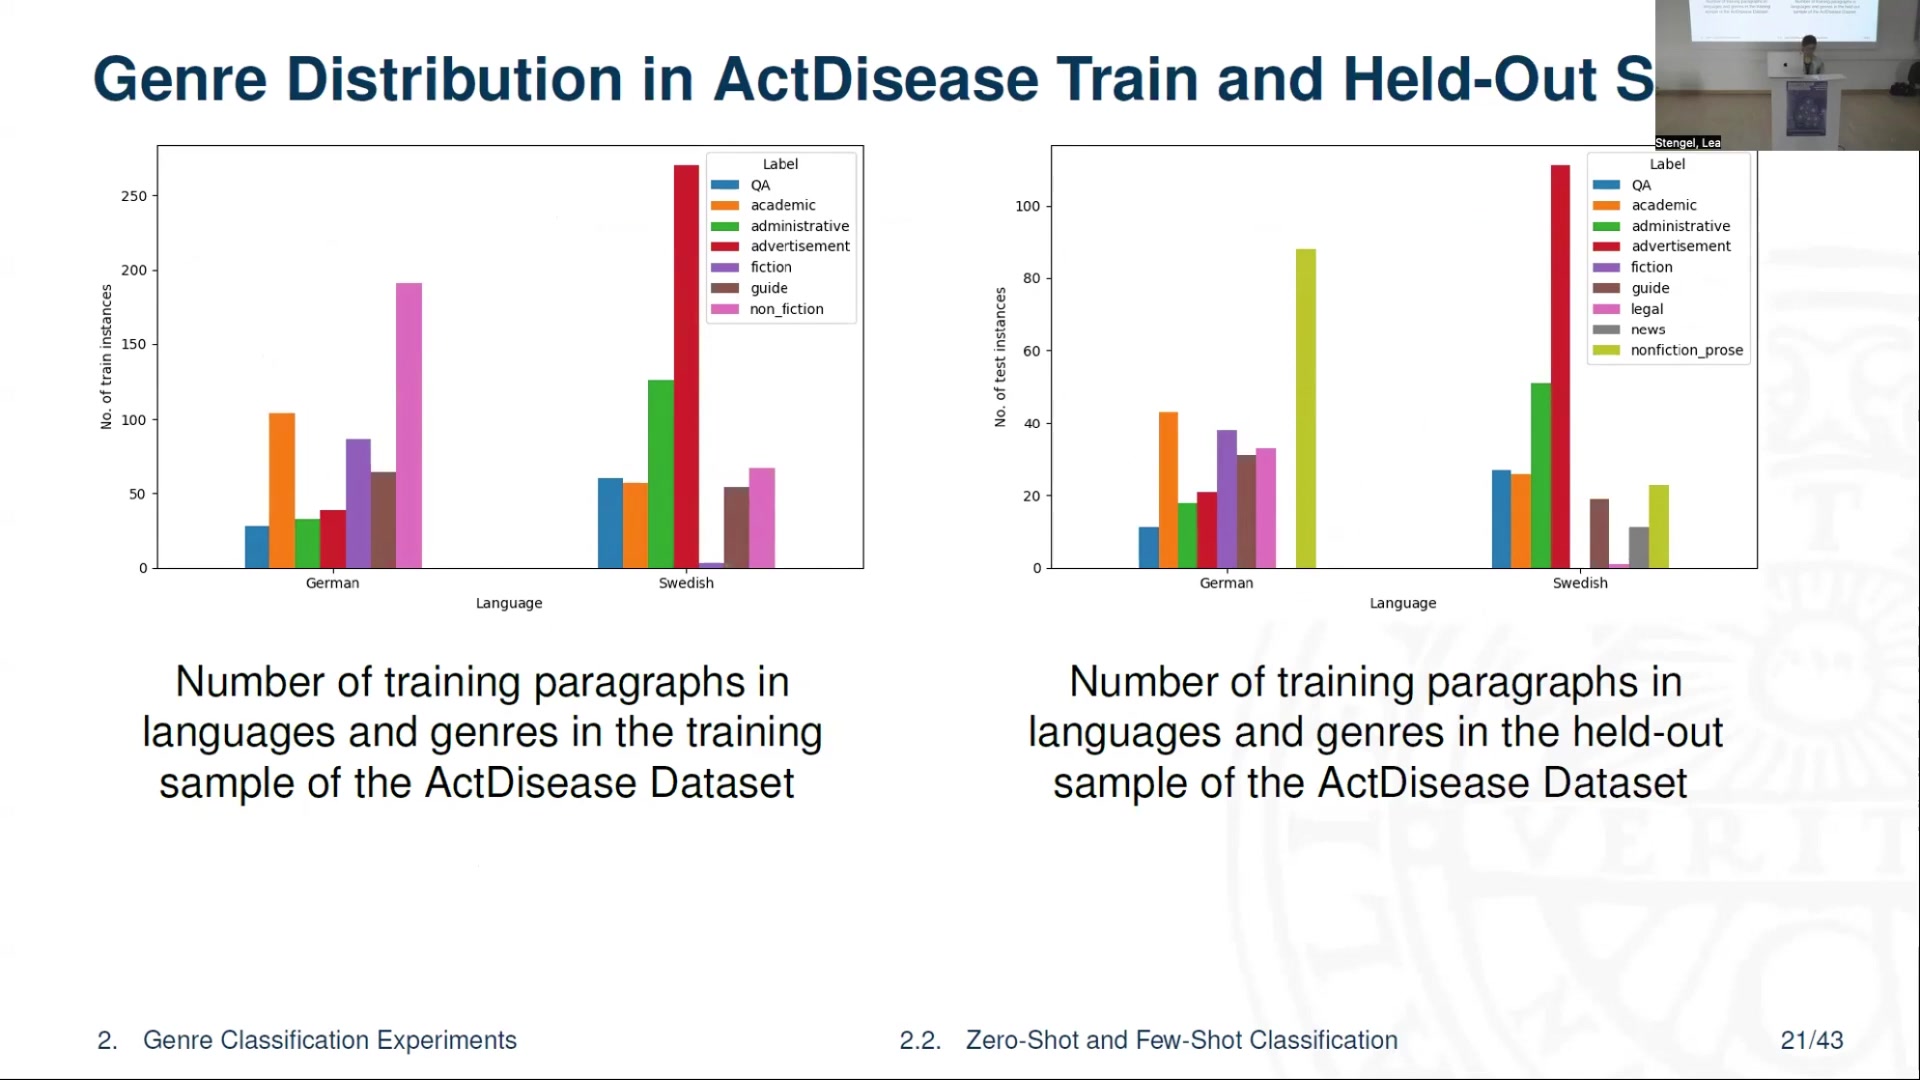 Genre Distribution in ActDisease Train and Held-Out S
Stengel, Lea
Label
QA
academic
administrative
advertisement
fiction
guide
non_fiction
No. of train instances
250
200
150
100
50
0
German
Swedish
Language
Label
QA
academic
administrative
advertisement
fiction
guide
legal
news
nonfiction_prose
No. of test instances
100
80
60
40
20
0
German
Swedish
Language
Number of training paragraphs in
languages and genres in the training
sample of the ActDisease Dataset
Number of training paragraphs in
languages and genres in the held-out
sample of the ActDisease Dataset
2. Genre Classification Experiments
2.2. Zero-Shot and Few-Shot Classification
21/43